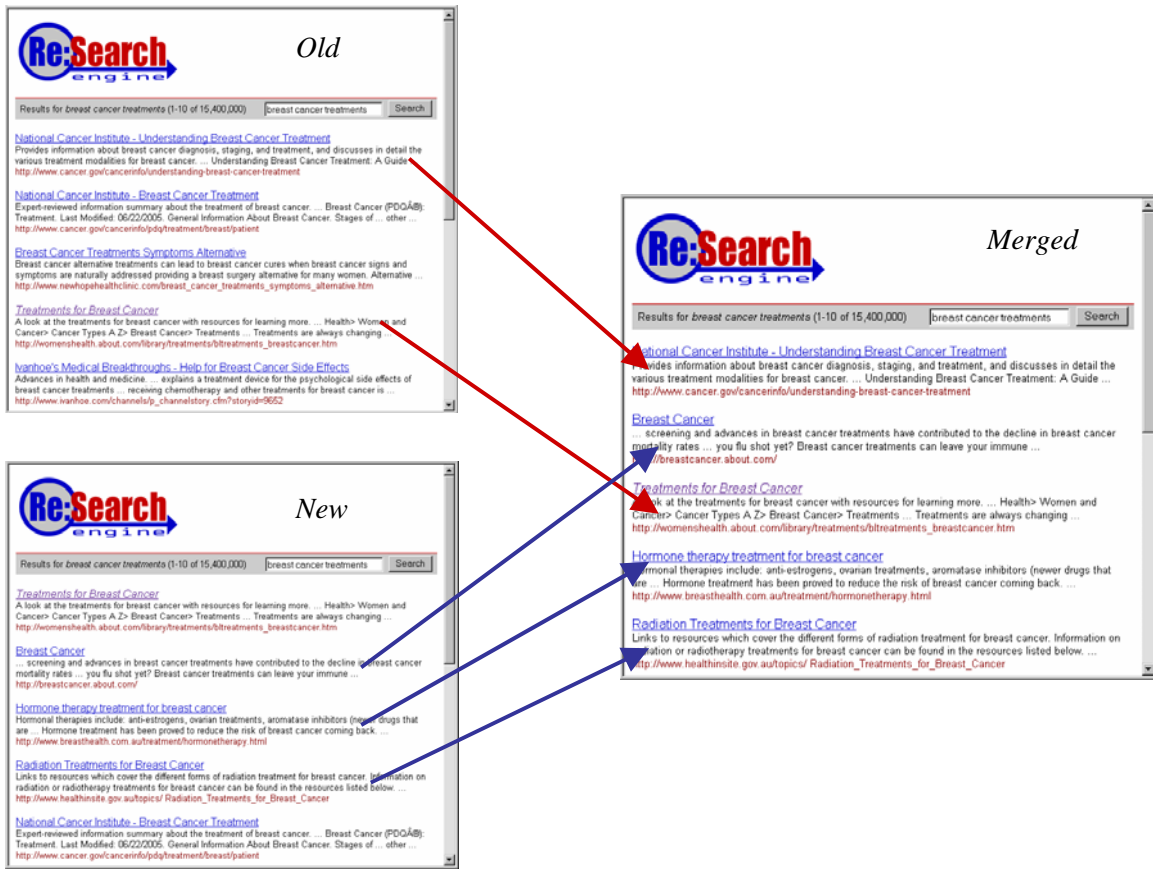 Re:Search
engine
Old
Results for breast cancer treatments (1-10 of 15,400,000) breast cancer treatments Search
National Cancer Institute - Understanding Breast Cancer Treatment
Provides information about breast cancer diagnosis, staging, and treatment, and discusses in detail the
various treatment modalities for breast cancer. ... Understanding Breast Cancer Treatment: A Guide
http://www.cancer.gov/cancerinfo/understanding-breast-cancer-treatment
National Cancer Institute - Breast Cancer Treatment
Expert-reviewed information summary about the treatment of breast cancer. ... Breast Cancer (PDQÂ®):
Treatment. Last Modified: 06/22/2005. General Information About Breast Cancer. Stages of ... other ...
http://www.cancer.gov/cancerinfo/pdq/treatment/breast/patient
Breast Cancer Treatments Symptoms Alternative
Breast cancer alternative treatments can lead to breast cancer cures when breast cancer signs and
symptoms are naturally addressed providing a breast surgery alternative for many women. Alternative ...
http://www.newhopehealthclinic.com/breast_cancer_treatments_symptoms_alternative.htm
Treatments for Breast Cancer
A look at the treatments for breast cancer with resources for learning more. ... Health> Women and
Cancer> Cancer Types A Z> Breast Cancer> Treatments ... Treatments are always changing ...
http://womenshealth.about.com/library/treatments/bltreatments_breastcancer.htm
Ivanhoe's Medical Breakthroughs - Help for Breast Cancer Side Effects
Advances in health and medicine. ... explains a treatment device for the psychological side effects of
breast cancer treatments ... receiving chemotherapy and other treatments for breast cancer is ...
http://www.ivanhoe.com/channels/p_channelstory.cfm?storyid=9652
Re:Search
engine
New
Results for breast cancer treatments (1-10 of 15,400,000) breast cancer treatments Search
Treatments for Breast Cancer
A look at the treatments for breast cancer with resources for learning more. ... Health> Women and
Cancer> Cancer Types A Z> Breast Cancer> Treatments ... Treatments are always changing ...
http://womenshealth.about.com/library/treatments/bltreatments_breastcancer.htm
Breast Cancer
... screening and advances in breast cancer treatments have contributed to the decline in breast cancer
mortality rates ... you flu shot yet? Breast cancer treatments can leave your immune ...
http://breastcancer.about.com/
Hormone therapy treatment for breast cancer
Hormonal therapies include: anti-estrogens, ovarian treatments, aromatase inhibitors (newer drugs that
are ... Hormone treatment has been proved to reduce the risk of breast cancer coming back. ...
http://www.breasthealth.com.au/treatment/hormonetherapy.html
Radiation Treatments for Breast Cancer
Links to resources which cover the different forms of radiation treatment for breast cancer. Information on
radiation or radiotherapy treatments for breast cancer can be found in the resources listed below. ...
http://www.healthinsite.gov.au/topics/ Radiation_Treatments_for_Breast_Cancer
National Cancer Institute - Breast Cancer Treatment
Expert-reviewed information summary about the treatment of breast cancer. ... Breast Cancer (PDQÂ®):
Treatment. Last Modified: 06/22/2005. General Information About Breast Cancer. Stages of ... other ...
http://www.cancer.gov/cancerinfo/pdq/treatment/breast/patient
Re:Search
engine
Merged
Results for breast cancer treatments (1-10 of 15,400,000) breast cancer treatments Search
National Cancer Institute - Understanding Breast Cancer Treatment
Provides information about breast cancer diagnosis, staging, and treatment, and discusses in detail the
various treatment modalities for breast cancer. ... Understanding Breast Cancer Treatment: A Guide ...
http://www.cancer.gov/cancerinfo/understanding-breast-cancer-treatment
Breast Cancer
... screening and advances in breast cancer treatments have contributed to the decline in breast cancer
mortality rates ... you flu shot yet? Breast cancer treatments can leave your immune ...
http://breastcancer.about.com/
Treatments for Breast Cancer
A look at the treatments for breast cancer with resources for learning more. ... Health> Women and
Cancer> Cancer Types A Z> Breast Cancer> Treatments ... Treatments are always changing ...
http://womenshealth.about.com/library/treatments/bltreatments_breastcancer.htm
Hormone therapy treatment for breast cancer
Hormonal therapies include: anti-estrogens, ovarian treatments, aromatase inhibitors (newer drugs that
are ... Hormone treatment has been proved to reduce the risk of breast cancer coming back. ...
http://www.breasthealth.com.au/treatment/hormonetherapy.html
Radiation Treatments for Breast Cancer
Links to resources which cover the different forms of radiation treatment for breast cancer. Information on
radiation or radiotherapy treatments for breast cancer can be found in the resources listed below. ...
http://www.healthinsite.gov.au/topics/ Radiation_Treatments_for_Breast_Cancer